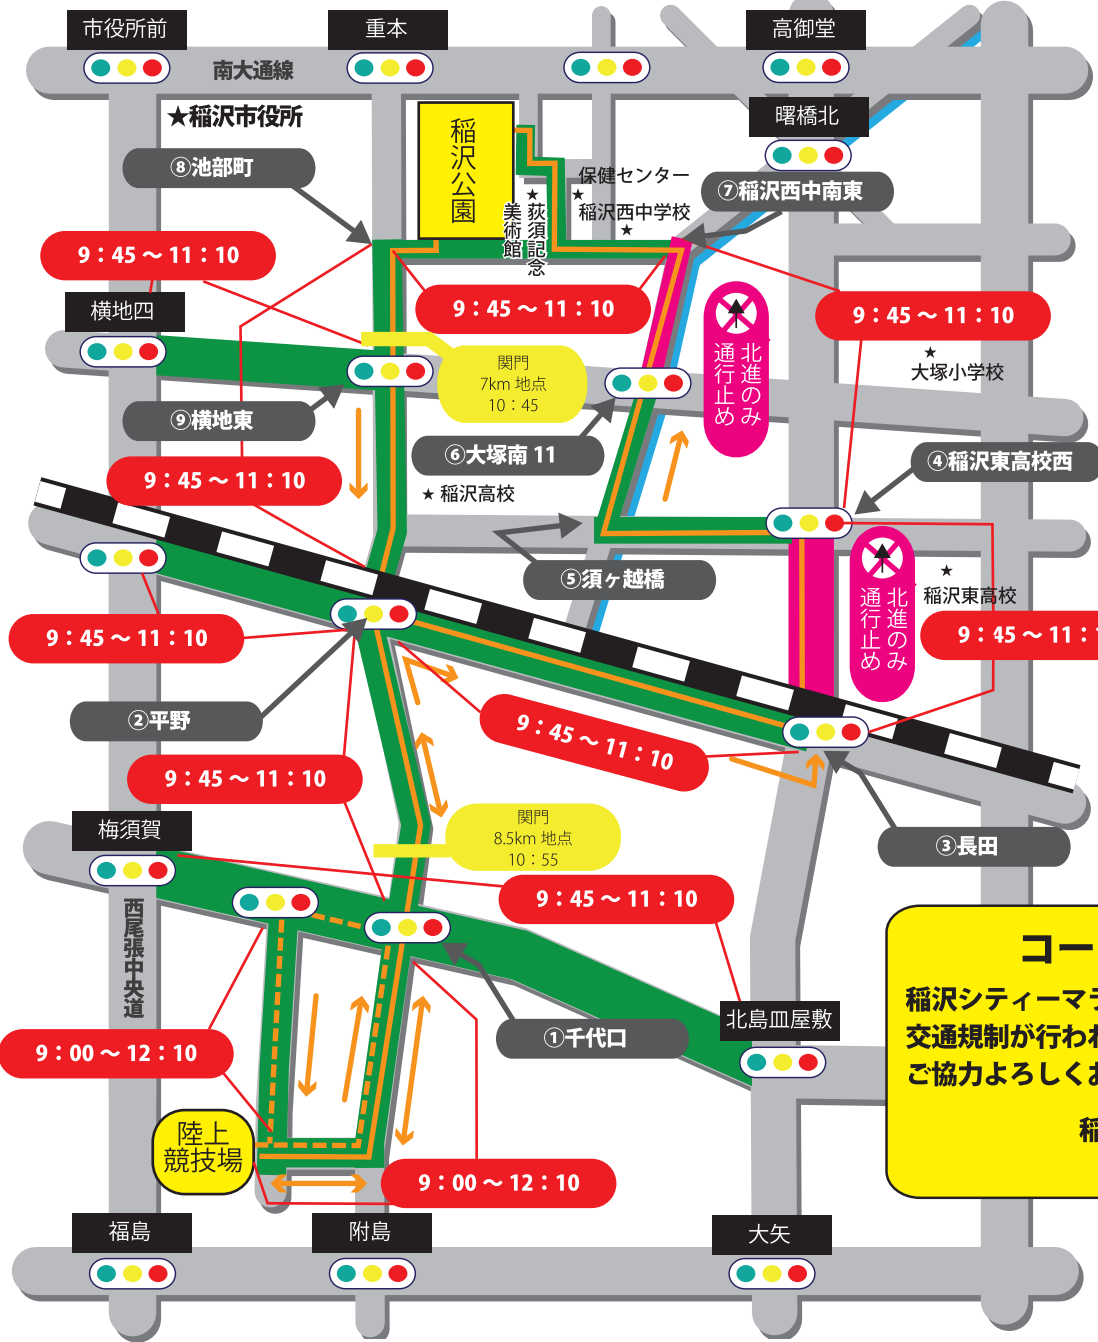 市役所前
重本
高御堂
南大通線
★稲沢市役所
曙橋北
稲沢公園
⑧池部町
保健センター
★
★
⑦稲沢西中南東
荻須記念
美術館
稲沢西中学校
★
9：45～11：10
横地四
9：45～11：10
9：45～11：10
北進のみ
通行止め
★
大塚小学校
関門
7km 地点
10：45
⑨横地東
⑥大塚南 11
④稲沢東高校西
9：45～11：10
★ 稲沢高校
⑤須ヶ越橋
★
稲沢東高校
北進のみ
通行止め
9：45～11：10
9：45～11：
②平野
9：45～11：10
9：45～11：10
関門
8.5km 地点
10：55
梅須賀
③長田
9：45～11：10
西尾張中央道
コー
稲沢シティーマラ
交通規制が行われ
ご協力よろしくお
稲
北島皿屋敷
①千代口
9：00～12：10
陸上
競技場
9：00～12：10
福島
附島
大矢